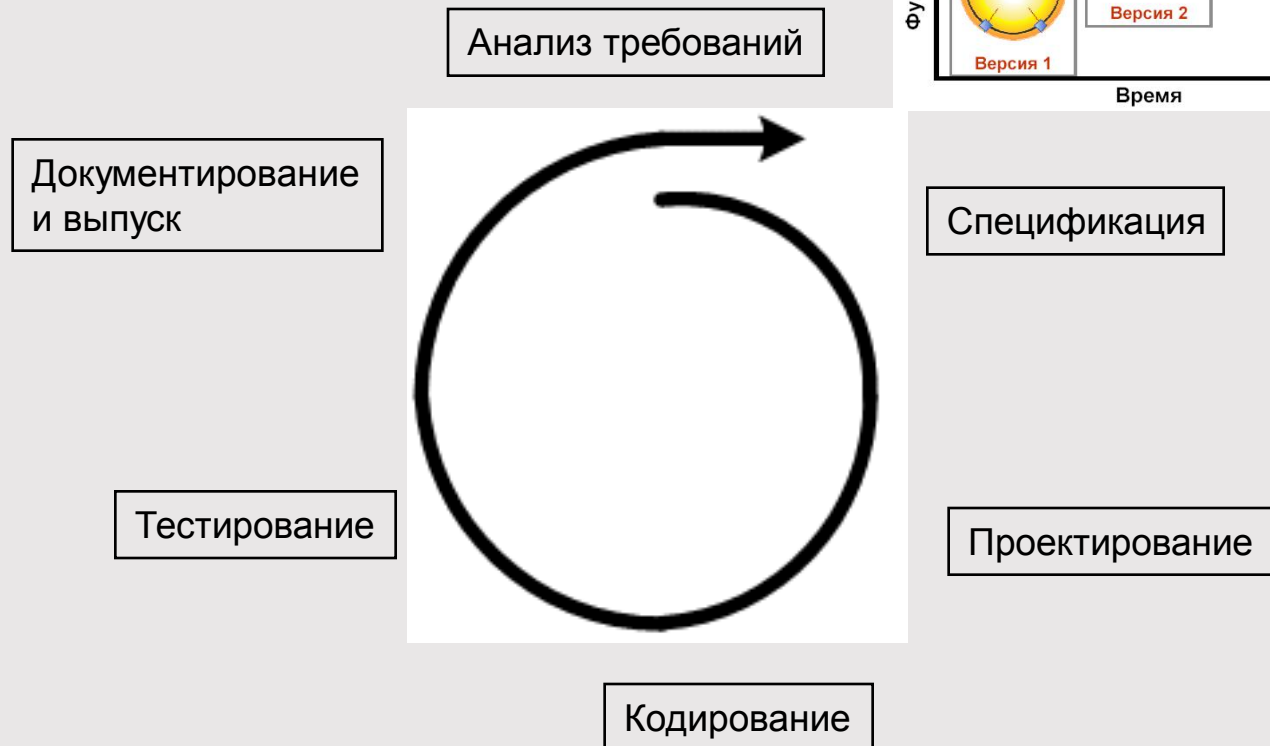 Анализ требований
Версия 2
Версия 1
Время
Документирование
и выпуск
Спецификация
Тестирование
Проектирование
Кодирование